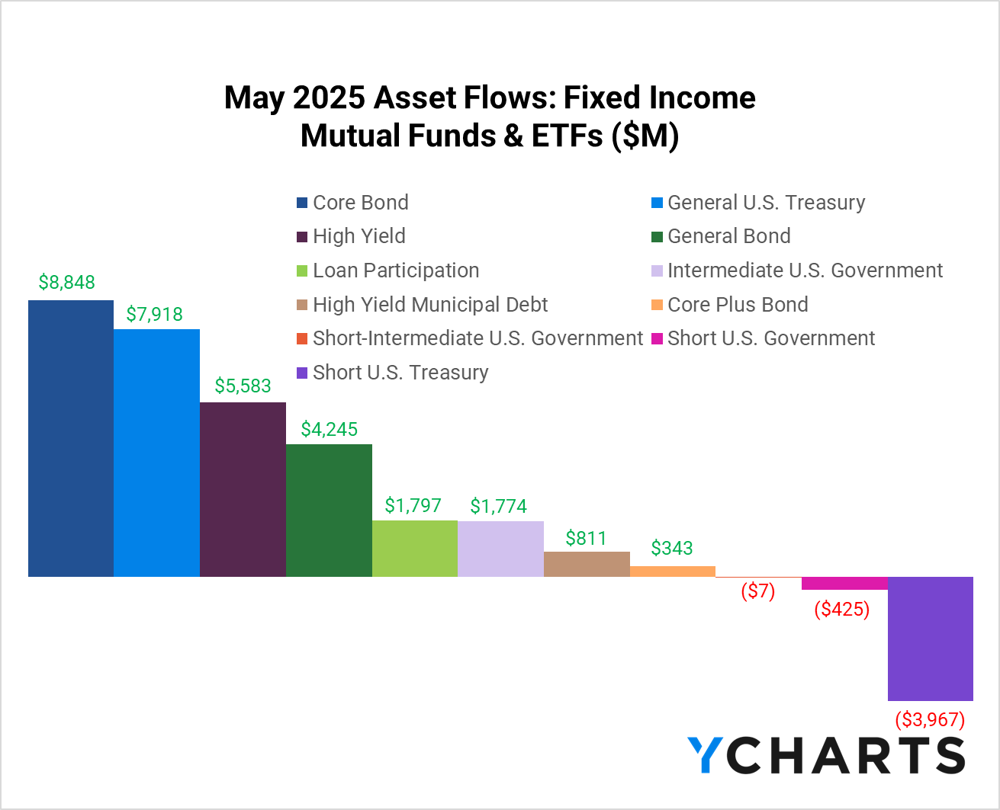 May 2025 Asset Flows: Fixed Income
Mutual Funds & ETFs ($M)
Core Bond
General U.S. Treasury
High Yield
General Bond
Loan Participation
Intermediate U.S. Government
High Yield Municipal Debt
Core Plus Bond
Short-Intermediate U.S. Government
Short U.S. Government
Short U.S. Treasury
$8,848
$7,918
$5,583
$4,245
$1,797
$1,774
$811
$343
($7)
($425)
($3,967)
YCHARTS